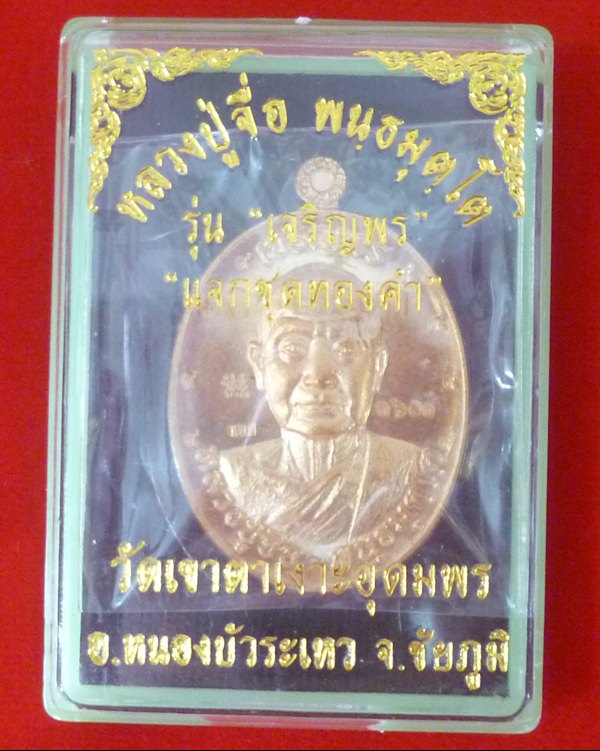 หลวงปู่จื่อ พนฺธมุตฺโต
รุ่น "เจริญพร"
"แจกชุดทองคำ"
วัดเขาตาเงาะอุดมพร
อ.หนองบัวระเหว จ.ชัยภูมิ